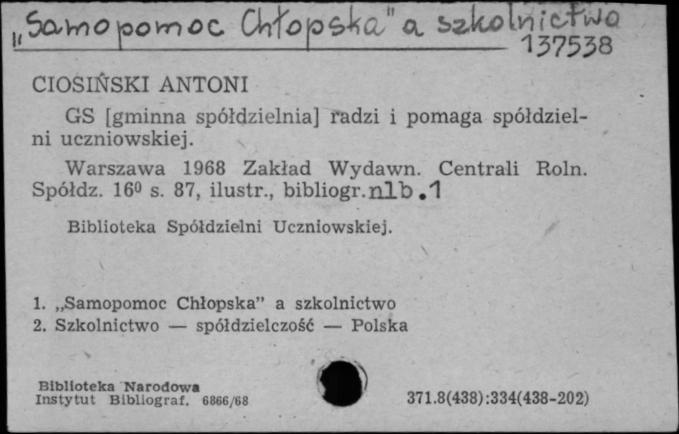 „Samopomoc Chłopska" a szkolnictwo
137538
CIOSIŃSKI ANTONI
GS [gminna spółdzielnia] radzi i pomaga spółdziel-
ni uczniowskiej.
Warszawa 1968 Zakład Wydawn. Centrali Roln.
Spółdz. 16⁰ s. 87, ilustr., bibliogr. nlb. 1
Biblioteka Spółdzielni Uczniowskiej.
1. „Samopomoc Chłopska” a szkolnictwo
2. Szkolnictwo — spółdzielczość — Polska
Biblioteka Narodowa
Instytut Bibliograf. 6866/68
371.8(438):334(438-202)